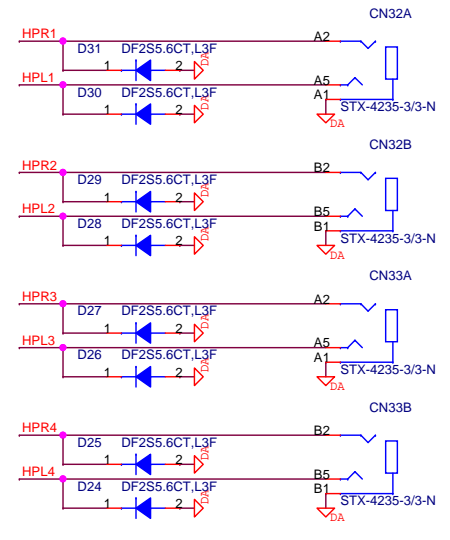 CN32A
HPR1
A2
D31 DF2S5.6CT,L3F
1 2
DA
HPL1
A5
D30 DF2S5.6CT,L3F
A1
STX-4235-3/3-N
1 2
DA
DA
CN32B
HPR2
B2
D29 DF2S5.6CT,L3F
1 2
DA
HPL2
B5
D28 DF2S5.6CT,L3F
B1
STX-4235-3/3-N
1 2
DA
DA
CN33A
HPR3
A2
D27 DF2S5.6CT,L3F
1 2
DA
HPL3
A5
D26 DF2S5.6CT,L3F
A1
STX-4235-3/3-N
1 2
DA
DA
CN33B
HPR4
B2
D25 DF2S5.6CT,L3F
1 2
DA
HPL4
B5
D24 DF2S5.6CT,L3F
B1
STX-4235-3/3-N
1 2
DA
DA